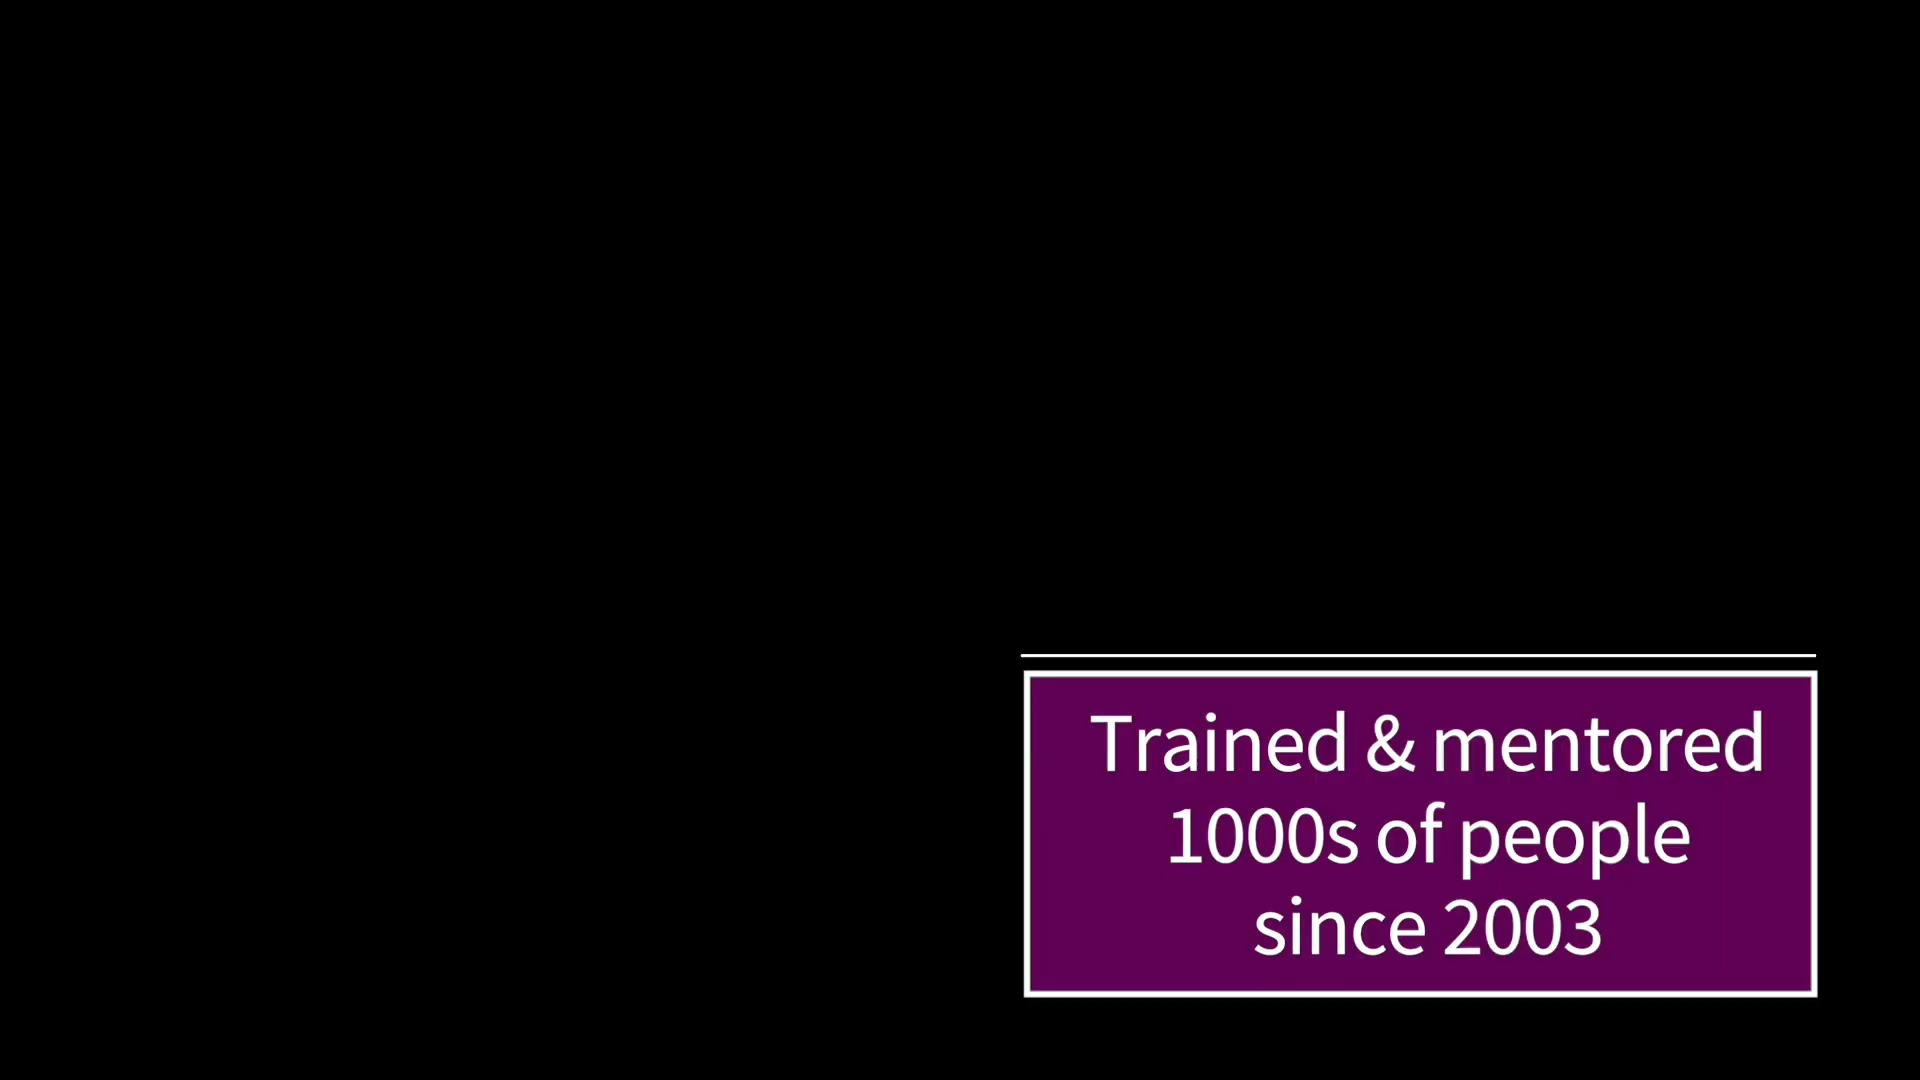 Trained & mentored
1000s of people
since 2003